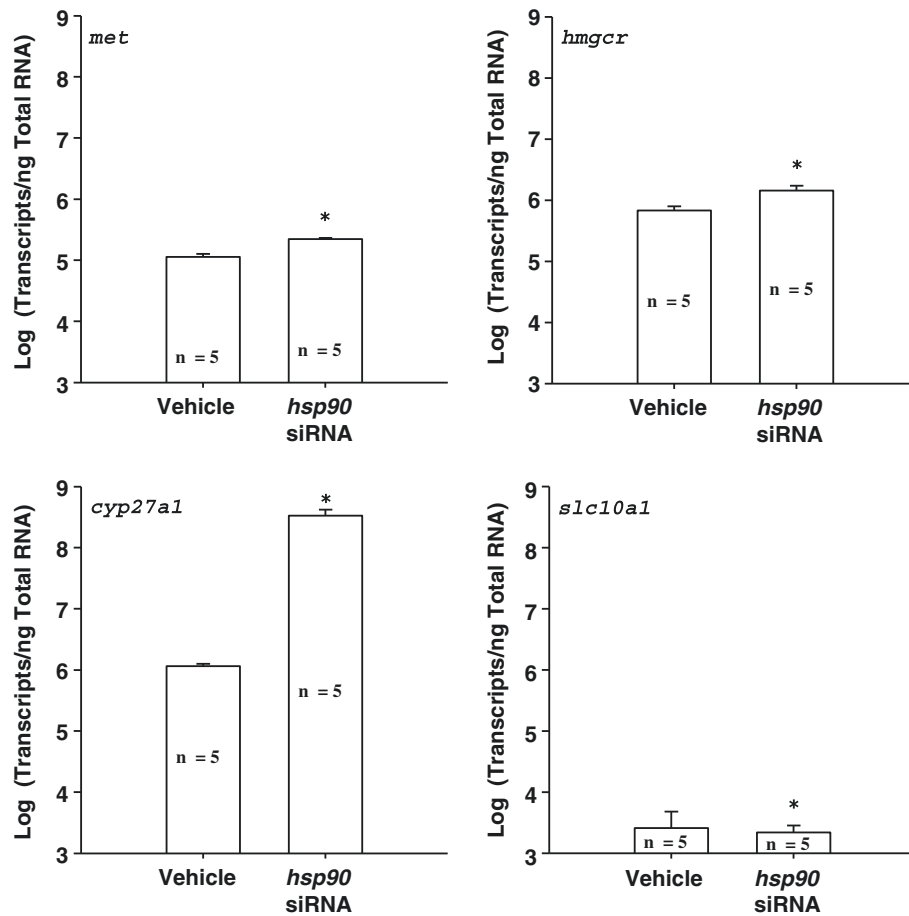 met
Log (Transcripts/ng Total RNA)
9
8
7
6
5
4
3
*
n = 5
n = 5
Vehicle
hsp90
siRNA
hmgcr
Log (Transcripts/ng Total RNA)
9
8
7
6
5
4
3
*
n = 5
n = 5
Vehicle
hsp90
siRNA
cyp27a1
Log (Transcripts/ng Total RNA)
9
8
7
6
5
4
3
*
n = 5
n = 5
Vehicle
hsp90
siRNA
slc10a1
Log (Transcripts/ng Total RNA)
9
8
7
6
5
4
3
*
n = 5
n = 5
Vehicle
hsp90
siRNA